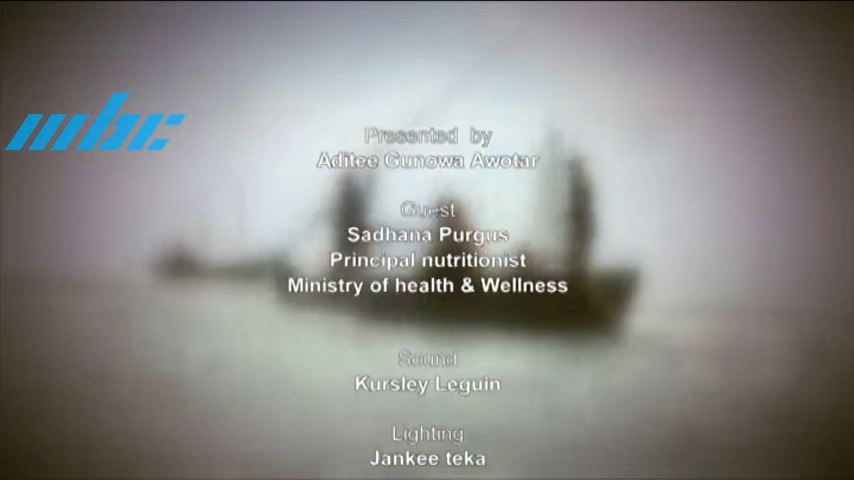 mbc
Presented by
Aditee Gunowa Awotar
Guest
Sadhana Purgus
Principal nutritionist
Ministry of health & Wellness
Sound
Kursley Leguin
Lighting
Jankee teka